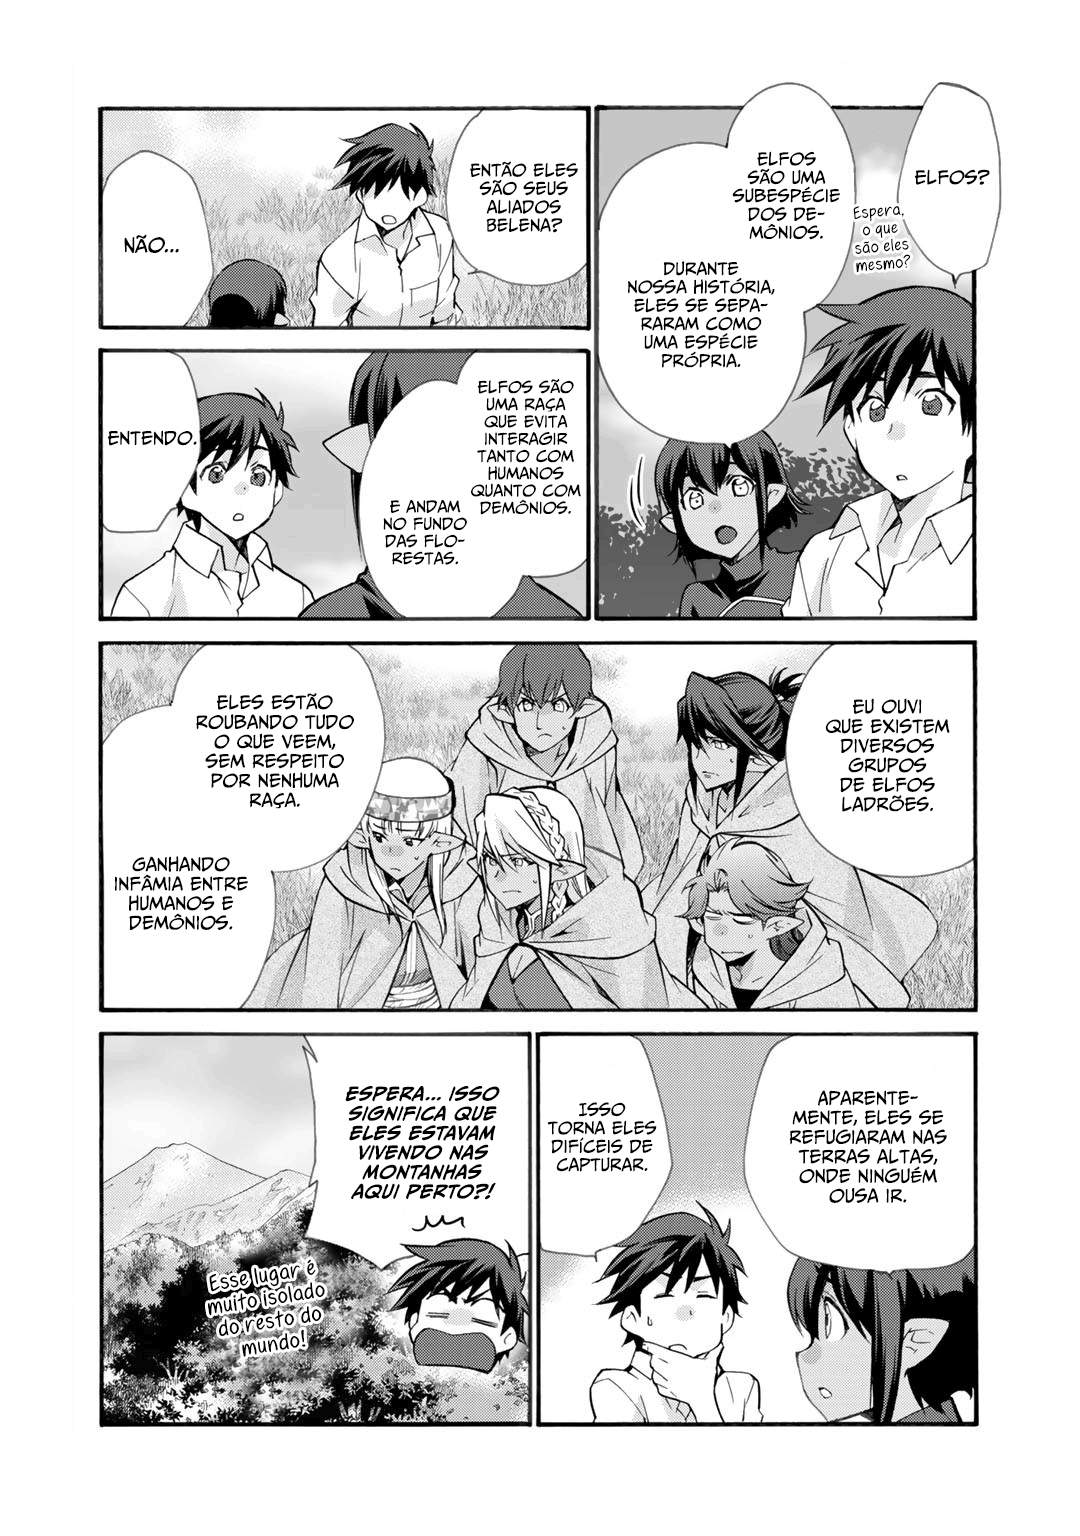 ELFOS?
Espera,
o que
são eles
mesmo?
ELFOS
SÃO UMA
SUBESPÉCIE
DOS DE-
MÔNIOS.
DURANTE
NOSSA HISTÓRIA,
ELES SE SEPA-
RARAM COMO
UMA ESPÉCIE
PRÓPRIA.
ENTÃO ELES
SÃO SEUS
ALIADOS
BELENA?
NÃO...
ELFOS SÃO
UMA RAÇA
QUE EVITA
INTERAGIR
TANTO COM
HUMANOS
QUANTO COM
DEMÔNIOS.
E ANDAM
NO FUNDO
DAS FLO-
RESTAS.
ENTENDO.
EU OUVI
QUE EXISTEM
DIVERSOS
GRUPOS
DE ELFOS
LADRÕES.
ELES ESTÃO
ROUBANDO TUDO
O QUE VEEM,
SEM RESPEITO
POR NENHUMA
RAÇA.
GANHANDO
INFÂMIA ENTRE
HUMANOS E
DEMÔNIOS.
APARENTE-
MENTE, ELES SE
REFUGIARAM NAS
TERRAS ALTAS,
ONDE NINGUÉM
OUSA IR.
ISSO
TORNA ELES
DIFÍCEIS DE
CAPTURAR.
ESPERA... ISSO
SIGNIFICA QUE
ELES ESTAVAM
VIVENDO NAS
MONTANHAS
AQUI PERTO?!
Esse lugar é
muito isolado
do resto do
mundo!